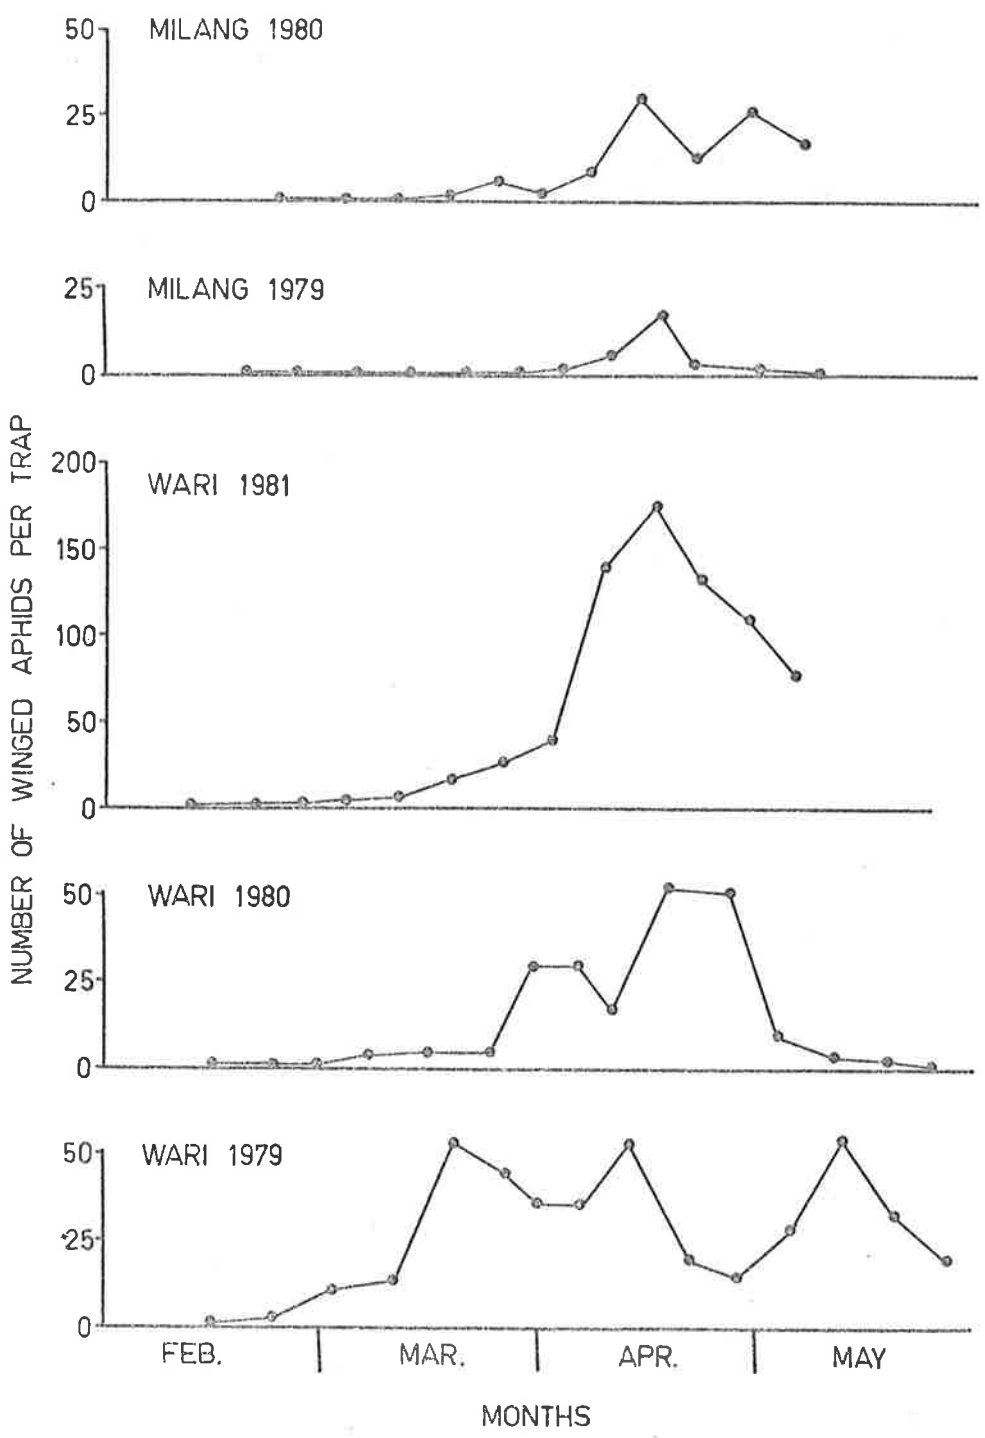 50 MILANG 1980
25
0
25 MILANG 1979
0
NUMBER OF WINGED APHIDS PER TRAP
200
WARI 1981
150
100
50
0
50 WARI 1980
25
0
50 WARI 1979
25
0
FEB. MAR. APR. MAY
MONTHS